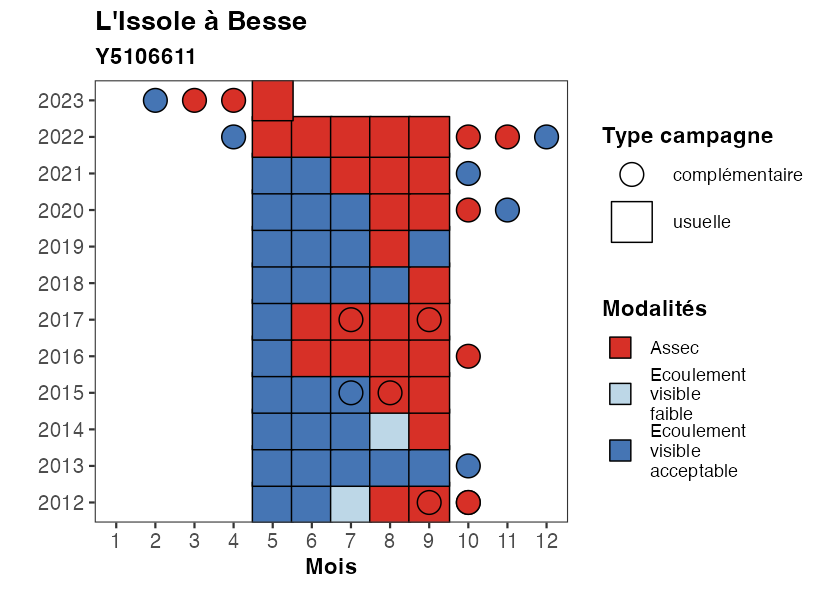 L'Issole à Besse
Y5106611
2023
2022
2021
2020
2019
2018
2017
2016
2015
2014
2013
2012
1 2 3 4 5 6 7 8 9 10 11 12
Mois
Type campagne
complémentaire
usuelle
Modalités
Assec
Ecoulement
visible
faible
Ecoulement
visible
acceptable